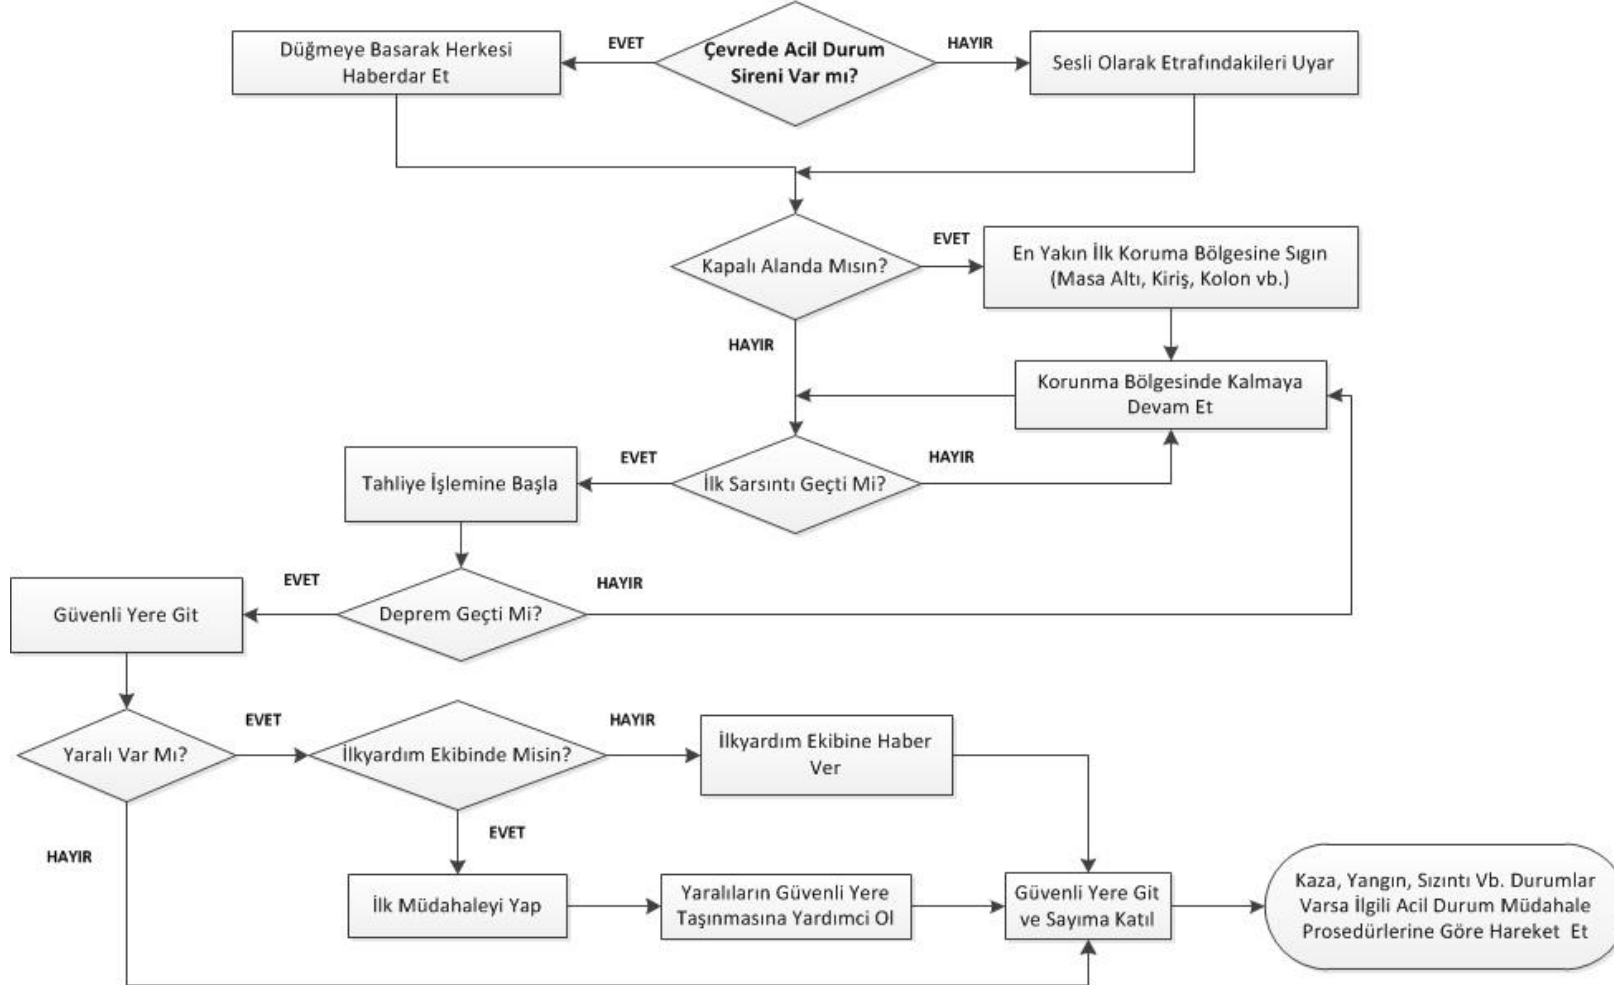 Çevrede Acil Durum
Sireni Var mı?
EVET
HAYIR
Düğmeye Basarak Herkesi
Haberdar Et
Sesli Olarak Etrafındakileri Uyar
Kapalı Alanda Mısın?
EVET
HAYIR
En Yakın İlk Koruma Bölgesine Sıgın
(Masa Altı, Kiriş, Kolon vb.)
Korunma Bölgesinde Kalmaya
Devam Et
İlk Sarsıntı Geçti Mi?
EVET
HAYIR
Tahliye İşlemine Başla
Deprem Geçti Mi?
EVET
HAYIR
Güvenli Yere Git
Yaralı Var Mı?
EVET
HAYIR
İlkyardım Ekibinde Misin?
HAYIR
EVET
İlkyardım Ekibine Haber
Ver
İlk Müdahaleyi Yap
Yaralıların Güvenli Yere
Taşınmasına Yardımci Ol
Güvenli Yere Git
ve Sayıma Katıl
Kaza, Yangın, Sızıntı Vb. Durumlar
Varsa İlgili Acil Durum Müdahale
Prosedürlerine Göre Hareket Et